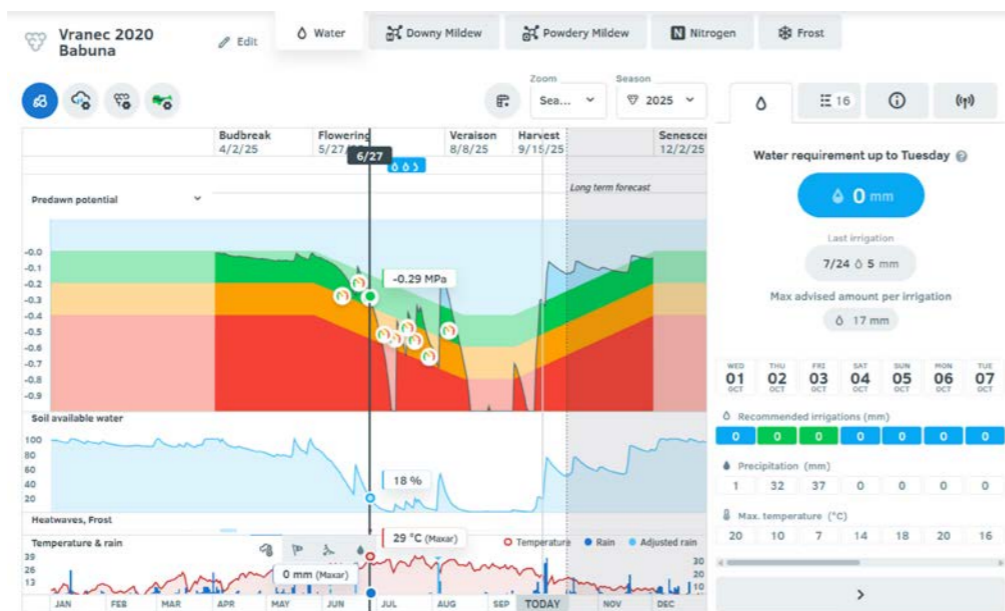 Vranec 2020
Babuna
Edit
Water
Downy Mildew
Powdery Mildew
N Nitrogen
Frost
Zoom
Sea...
Season
2025
16
Budbreak
4/2/25
Flowering
5/27/
Veraison
8/8/25
Harvest
9/15/25
Senescen
12/2/25
6/27
Long term forecast
Predawn potential
-0.0
-0.1
-0.2
-0.3
-0.4
-0.5
-0.6
-0.7
-0.8
-0.9
-0.29 MPa
Soil available water
100
80
60
40
20
18 %
Heatwaves, Frost
Temperature & rain
29 °C (Maxar)
Temperature
Rain
Adjusted rain
39
26
13
0 mm (Maxar)
30
20
10
JAN FEB MAR APR MAY JUN JUL AUG SEP TODAY NOV DEC
Water requirement up to Tuesday
0 mm
Last irrigation
7/24 5 mm
Max advised amount per irrigation
17 mm
WED THU FRI SAT SUN MON TUE
01 02 03 04 05 06 07
OCT OCT OCT OCT OCT OCT OCT
Recommended irrigations (mm)
0 0 0 0 0 0 0
Precipitation (mm)
1 32 37 0 0 0 0
Max. temperature (°C)
20 10 7 14 18 20 16